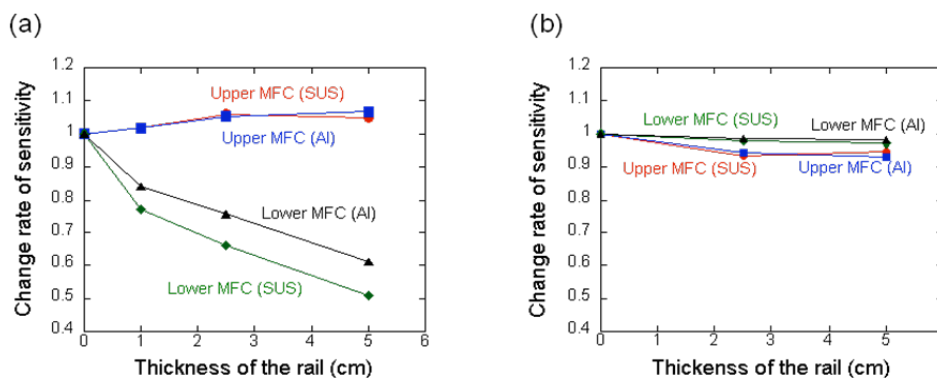 (a)
(b)
Change rate of sensitivity
1.2
1.1
1
0.9
0.8
0.7
0.6
0.5
0.4
Upper MFC (SUS)
Upper MFC (Al)
Lower MFC (Al)
Lower MFC (SUS)
0 1 2 3 4 5 6
Thickness of the rail (cm)
Change rate of sensitivity
1.2
1.1
1
0.9
0.8
0.7
0.6
0.5
0.4
Lower MFC (SUS)
Lower MFC (Al)
Upper MFC (SUS)
Upper MFC (Al)
0 1 2 3 4 5 6
Thickenss of the rail (cm)